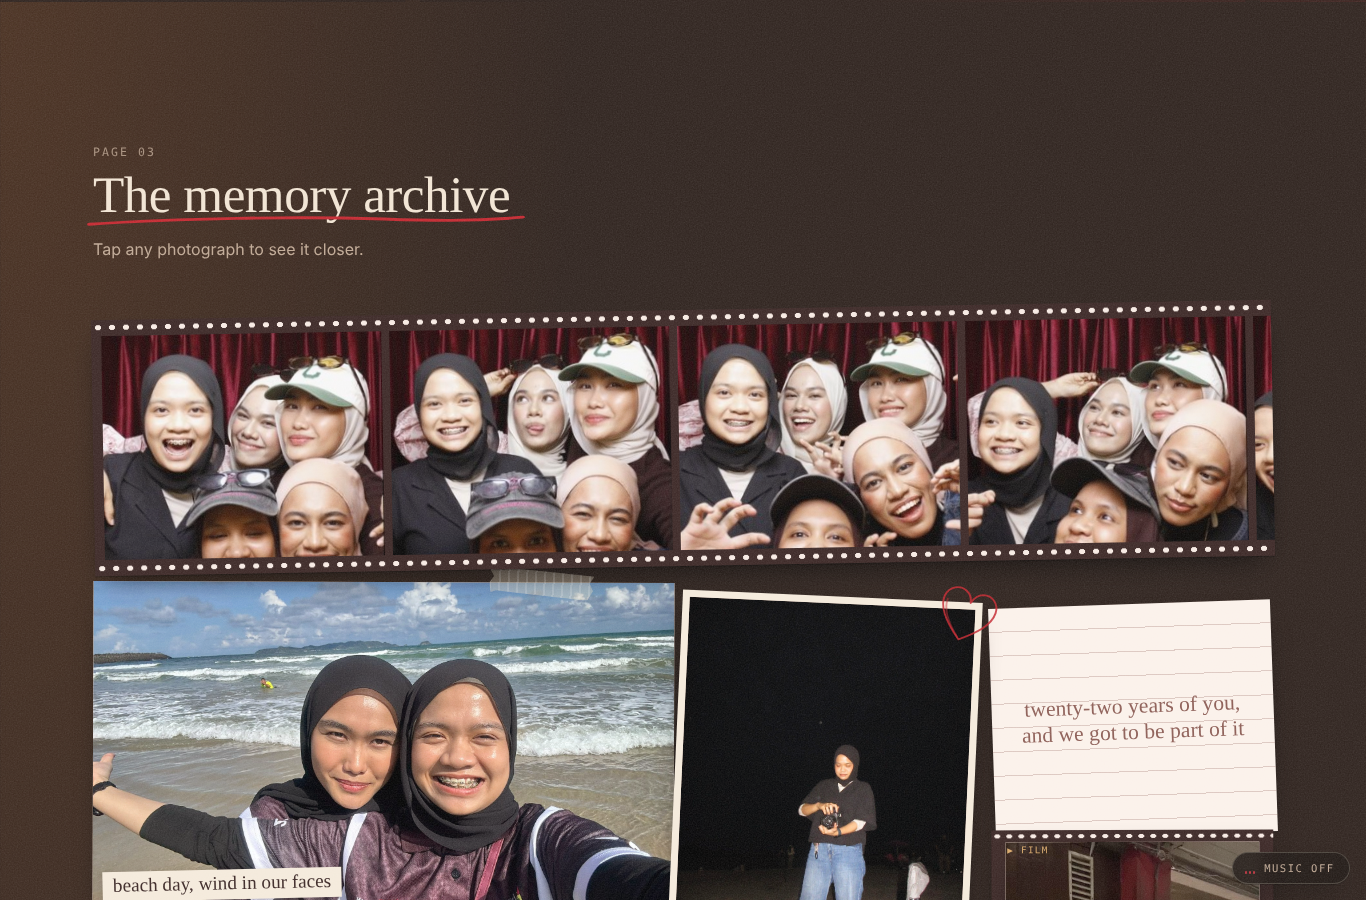 PAGE 03
The memory archive
Tap any photograph to see it closer.
twenty-two years of you,
and we got to be part of it
▶ FILM
beach day, wind in our faces
MUSIC OFF